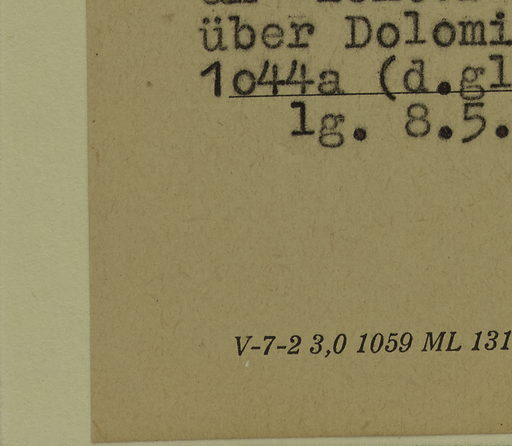 über Dolomi
1o44a (d.gl
lg. 8.5.
V-7-2 3,0 1059 ML 131